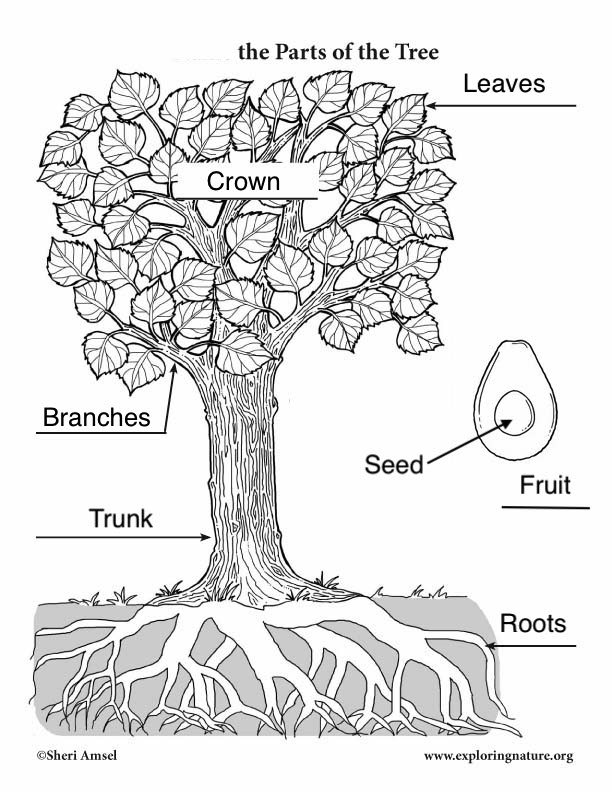 the Parts of the Tree
Leaves
Crown
Branches
Seed
Fruit
Trunk
Roots
©Sheri Amsel
www.exploringnature.org